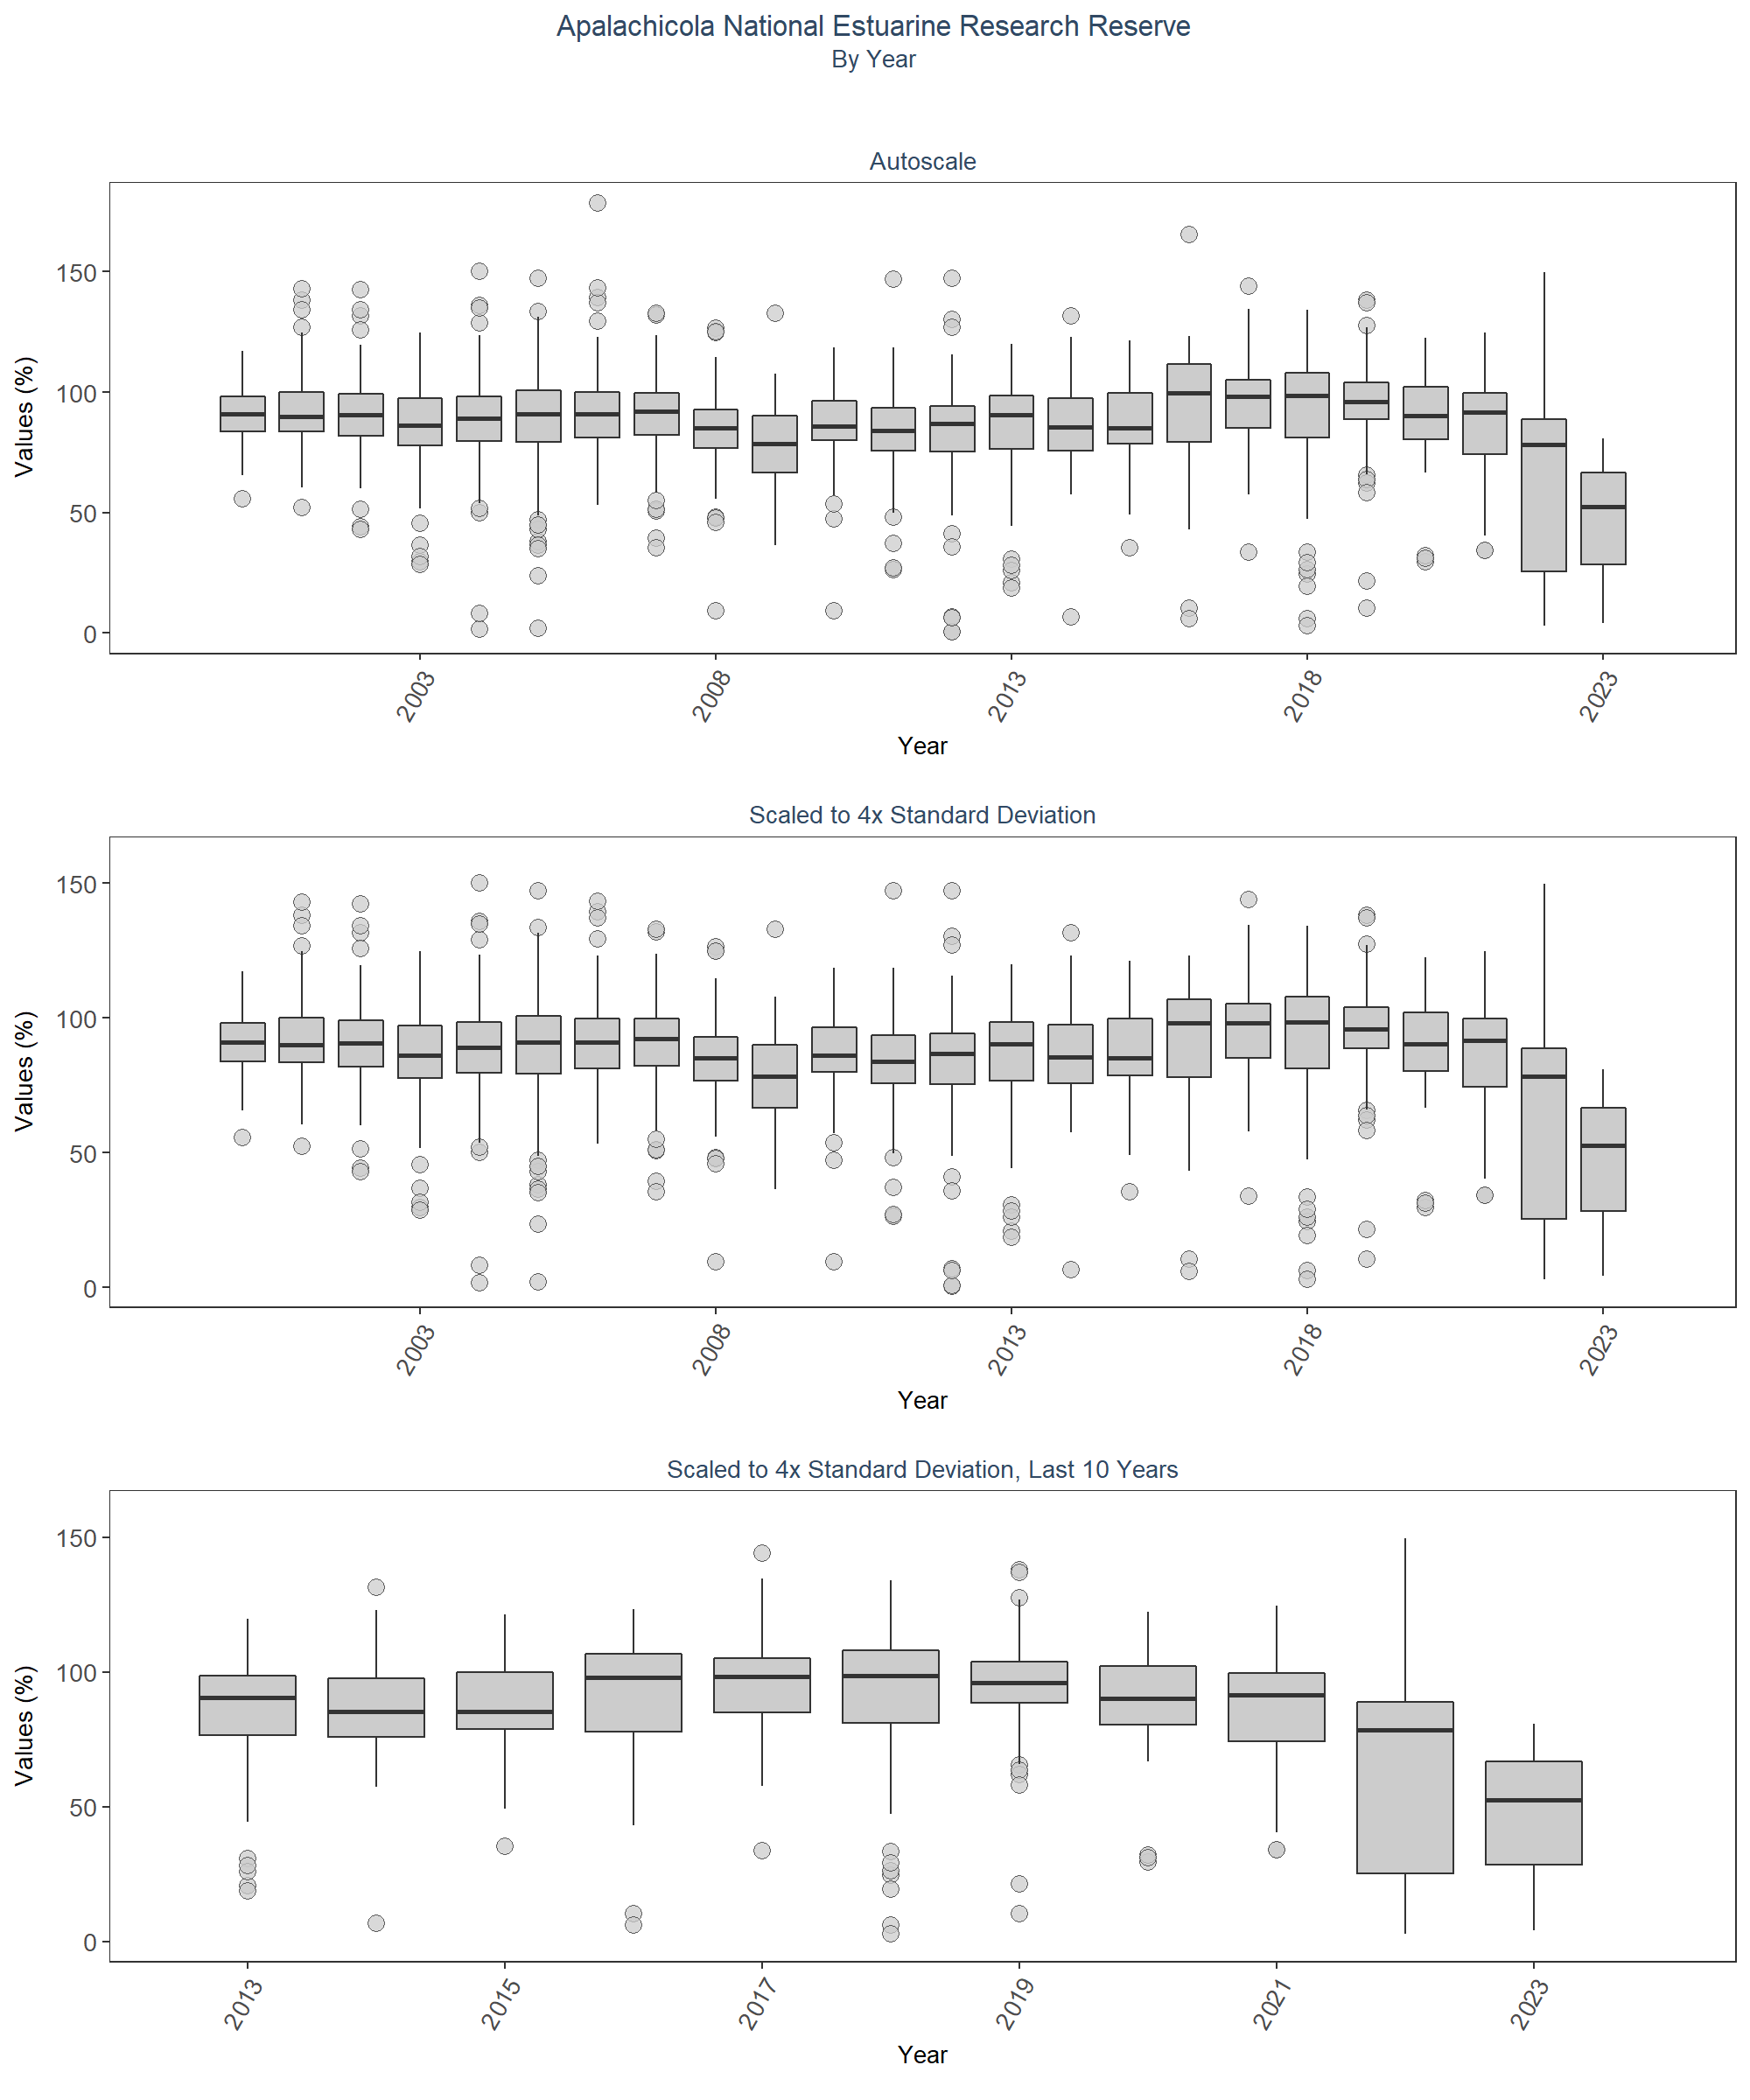 Apalachicola National Estuarine Research Reserve
By Year
Autoscale
Values (%)
150
100
50
0
2003
2008
2013
2018
2023
Year
Scaled to 4x Standard Deviation
Values (%)
150
100
50
0
2003
2008
2013
2018
2023
Year
Scaled to 4x Standard Deviation, Last 10 Years
Values (%)
150
100
50
0
2013
2015
2017
2019
2021
2023
Year